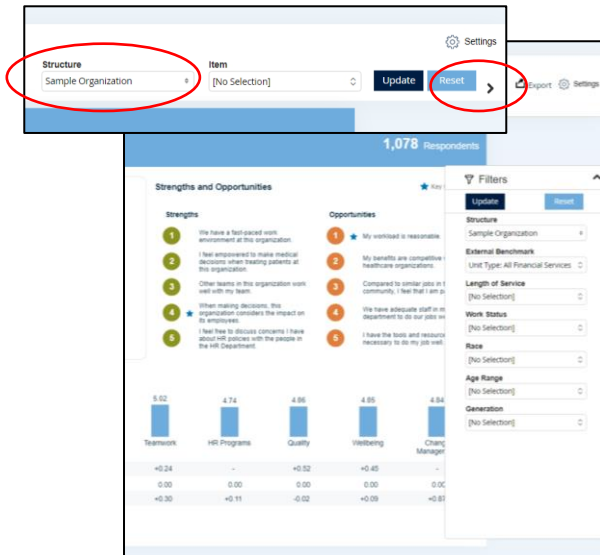 Settings
Structure
Item
Sample Organization
[No Selection]
Update
Reset
Export
Settings
1,078 Respondents
Strengths and Opportunities
Key
Strengths
Opportunities
1
We have a fast-paced work
environment at this organization.
2
I feel empowered to make medical
decisions when treating patients at
this organization.
3
Other teams in this organization work
well with my team.
4
When making decisions, this
organization considers the impact on
its employees.
5
I feel free to discuss concerns I have
about HR policies with the people in
the HR Department.
1
My workload is reasonable.
2
My benefits are competitive
healthcare organizations.
3
Compared to similar jobs in
community, I feel that I am
4
We have adequate staff in
department to do our jobs
5
I have the tools and
necessary to do my job well.
Filters
Update
Reset
Structure
Sample Organization
External Benchmark
Unit Type: All Financial Services
Length of Service
[No Selection]
Work Status
[No Selection]
Race
[No Selection]
Age Range
[No Selection]
Generation
[No Selection]
5.02
4.74
4.86
4.85
4.84
Teamwork
HR Programs
Quality
Wellbeing
+0.24
-
+0.52
+0.45
-
0.00
0.00
0.00
0.00
+0.30
+0.11
-0.02
+0.09